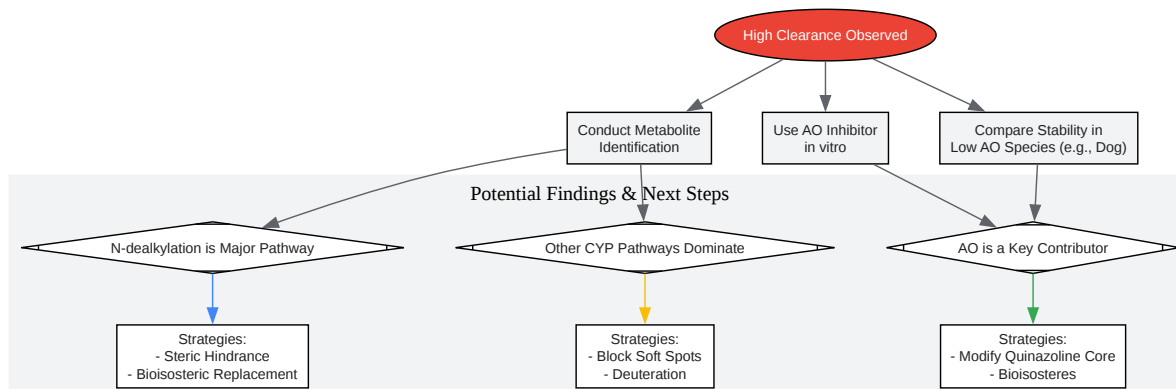 High Clearance Observed
Conduct Metabolite
Identification
Use AO Inhibitor
in vitro
Compare Stability in
Low AO Species (e.g., Dog)
Potential Findings & Next Steps
N-dealkylation is Major Pathway
Other CYP Pathways Dominate
AO is a Key Contributor
Strategies:
- Steric Hindrance
- Bioisosteric Replacement
Strategies:
- Block Soft Spots
- Deuteration
Strategies:
- Modify Quinazoline Core
- Bioisosteres